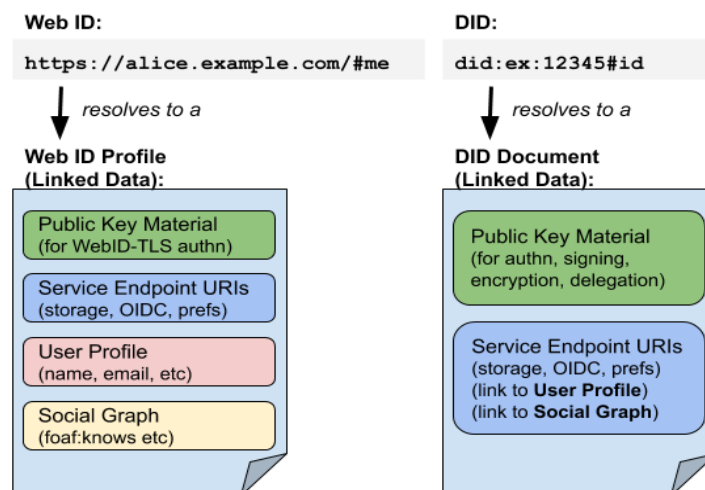 Web ID:
https://alice.example.com/#me
resolves to a
Web ID Profile
(Linked Data):
Public Key Material
(for WebID-TLS authn)
Service Endpoint URIs
(storage, OIDC, prefs)
User Profile
(name, email, etc)
Social Graph
(foaf:knows etc)
DID:
did:ex:12345#id
resolves to a
DID Document
(Linked Data):
Public Key Material
(for authn, signing,
encryption, delegation)
Service Endpoint URIs
(storage, OIDC, prefs)
(link to User Profile)
(link to Social Graph)